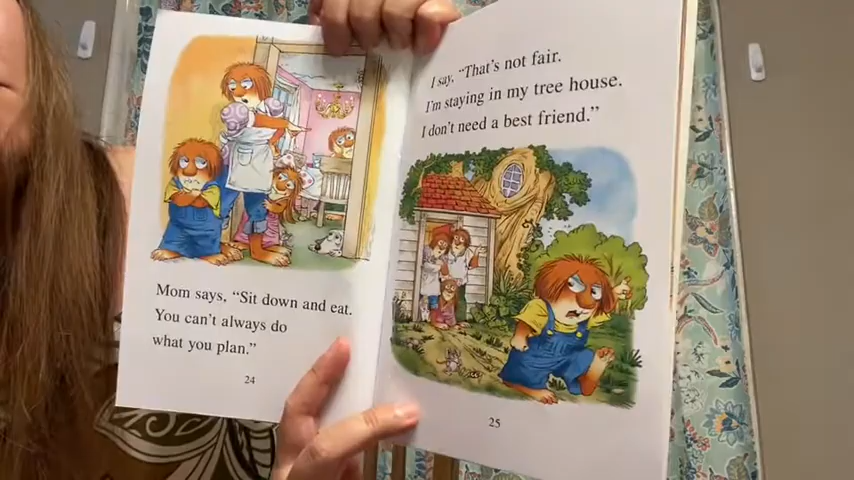 Mom says, "Sit down and eat.
You can't always do
what you plan."
24
I say, "That's not fair.
I'm staying in my tree house.
I don't need a best friend."
25